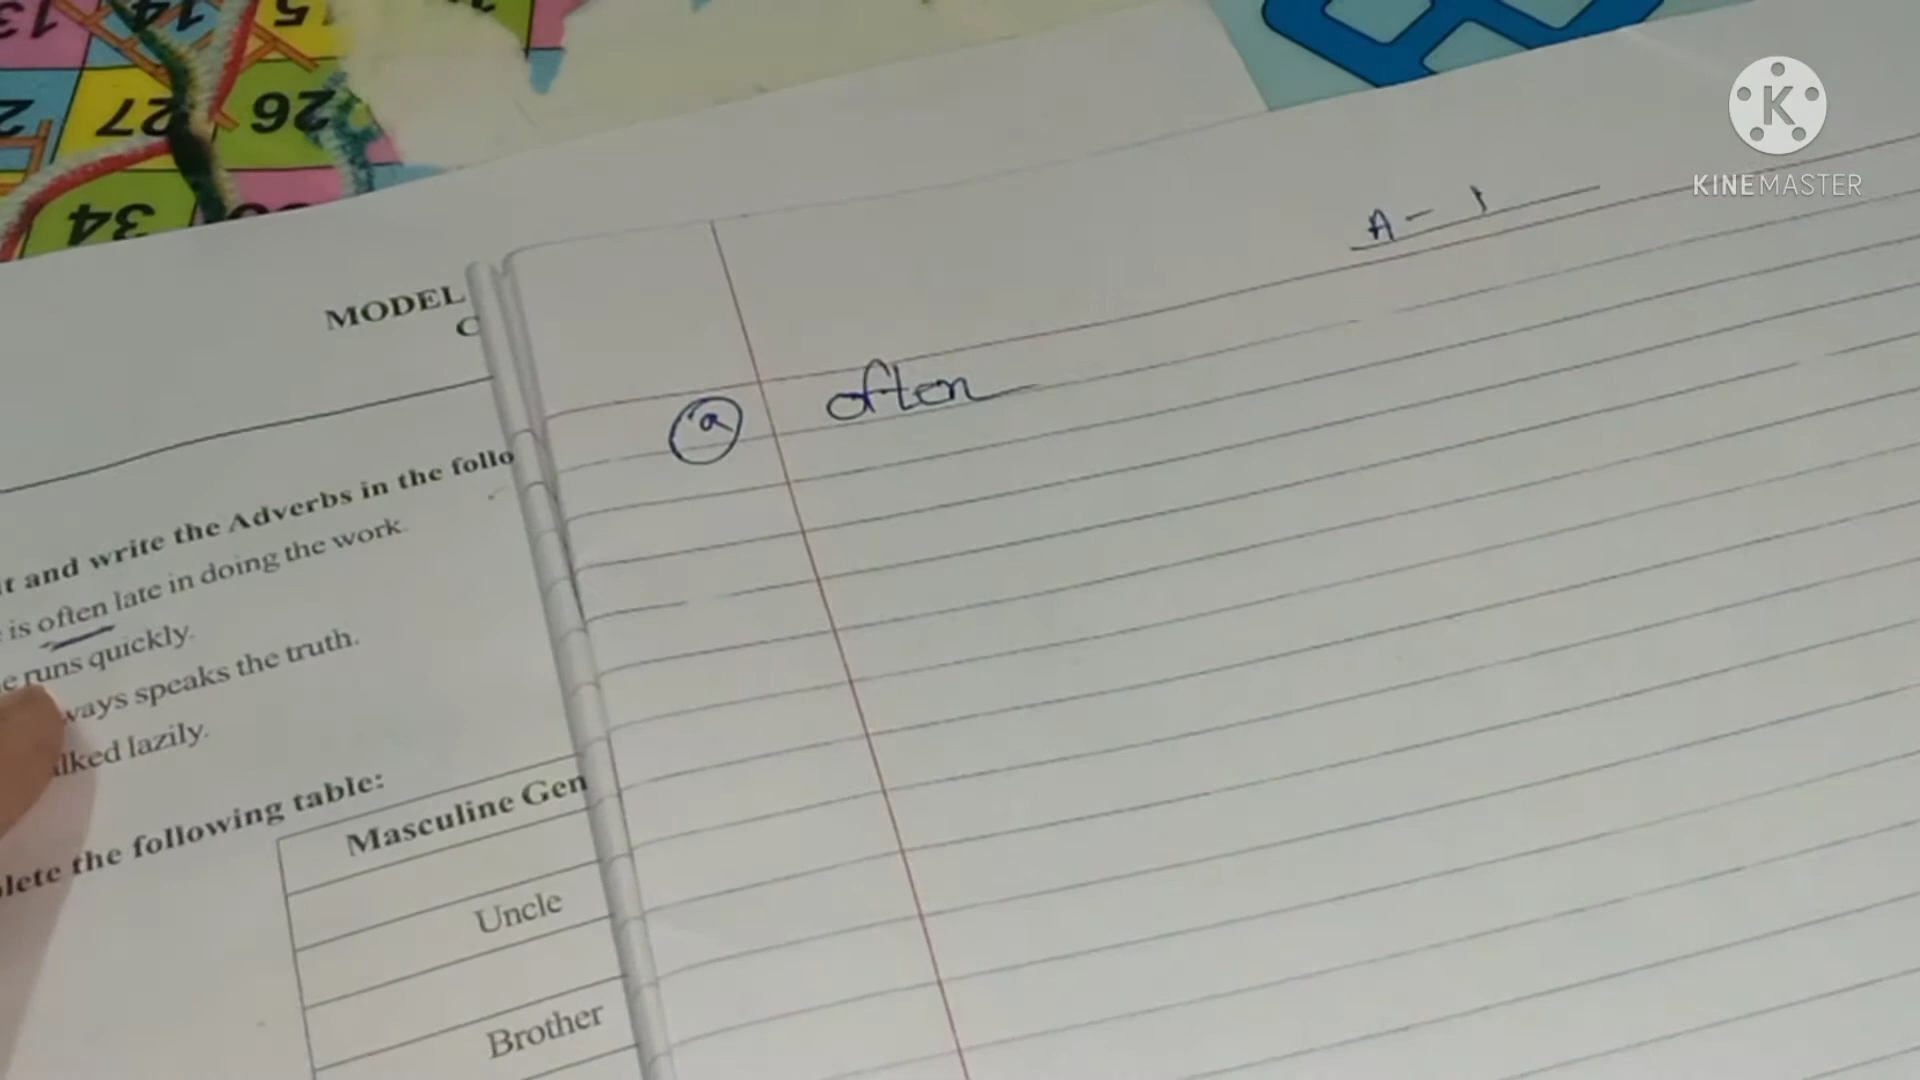 13 14 15
27 26
34
KINEMASTER
A - 1
MODEL
a often
and write the Adverbs in the follo
is often late in doing the work.
runs quickly.
ways speaks the truth.
lked lazily.
lete the following table:
Masculine Gen
Uncle
Brother